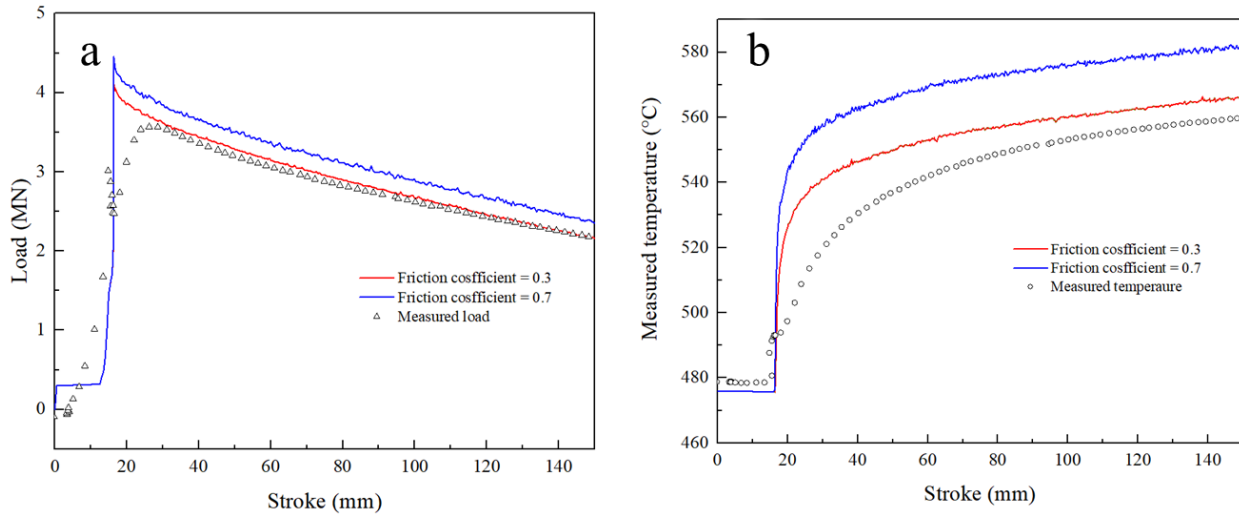 a
5
4
3
2
1
0
Load (MN)
Friction cosfficient = 0.3
Friction cosfficient = 0.7
Measured load
0 20 40 60 80 100 120 140
Stroke (mm)
b
580
560
540
520
500
480
460
Measured temperature (°C)
Friction cosfficient = 0.3
Friction cosfficient = 0.7
Measured temperaure
0 20 40 60 80 100 120 140
Stroke (mm)